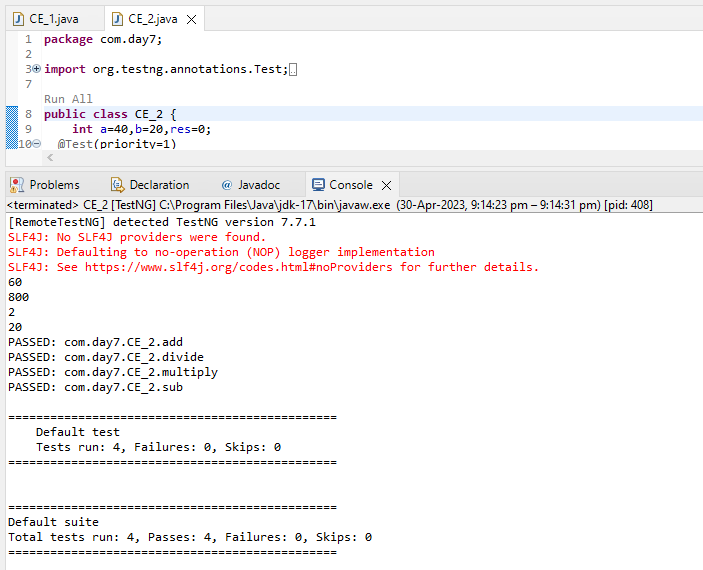 CE_1.java CE_2.java
1 package com.day7;
2
3 import org.testng.annotations.Test;
7
Run All
8 public class CE_2 {
9 int a=40,b=20,res=0;
10 @Test(priority=1)
Problems Declaration Javadoc Console
<terminated> CE_2 [TestNG] C:\Program Files\Java\jdk-17\bin\javaw.exe (30-Apr-2023, 9:14:23 pm – 9:14:31 pm) [pid: 408]
[RemoteTestNG] detected TestNG version 7.7.1
SLF4J: No SLF4J providers were found.
SLF4J: Defaulting to no-operation (NOP) logger implementation
SLF4J: See https://www.slf4j.org/codes.html#noProviders for further details.
60
800
2
20
PASSED: com.day7.CE_2.add
PASSED: com.day7.CE_2.divide
PASSED: com.day7.CE_2.multiply
PASSED: com.day7.CE_2.sub
===============================================
Default test
Tests run: 4, Failures: 0, Skips: 0
===============================================
===============================================
Default suite
Total tests run: 4, Passes: 4, Failures: 0, Skips: 0
===============================================